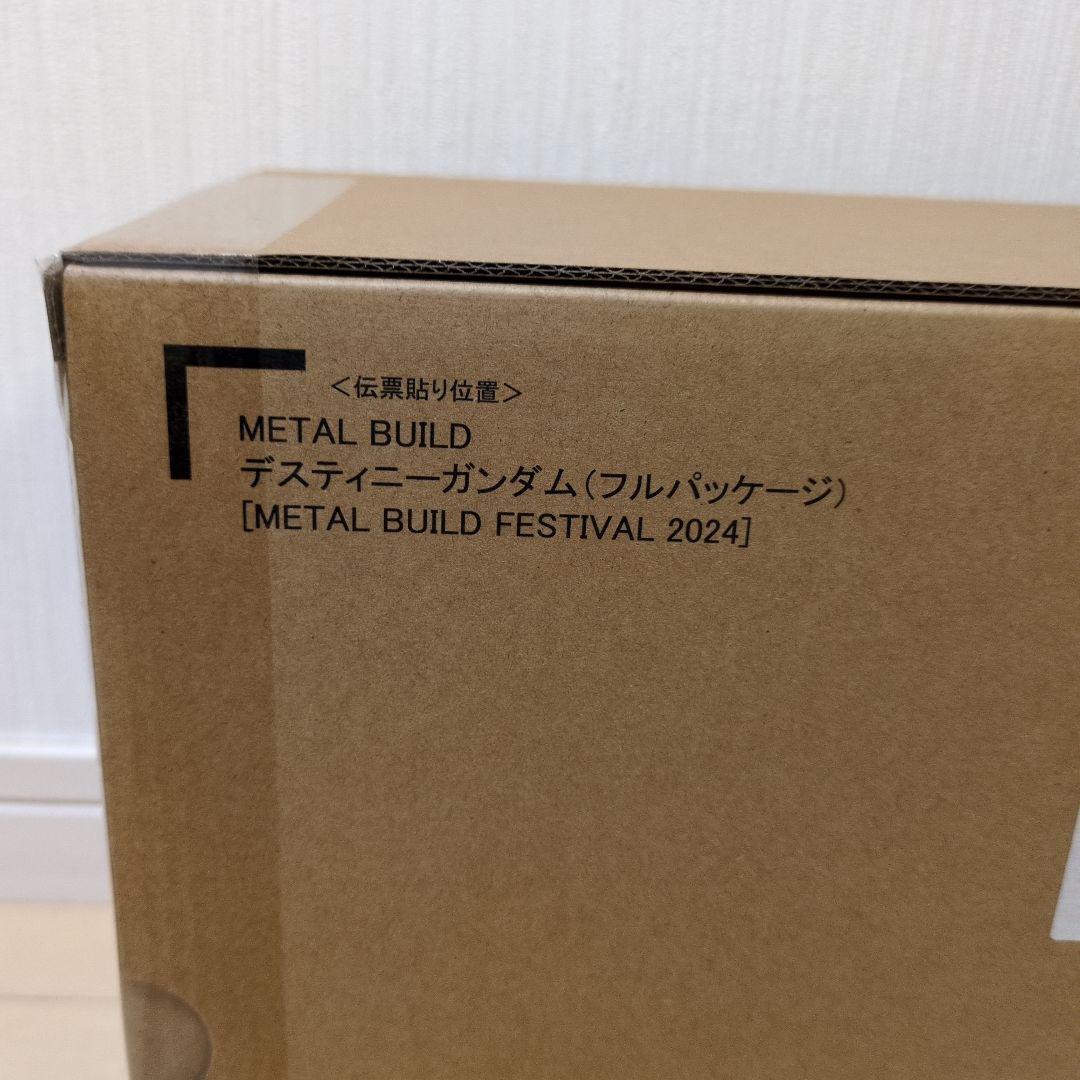 ＜伝票貼り位置＞
METAL BUILD
デスティニーガンダム（フルパッケージ）
[METAL BUILD FESTIVAL 2024]